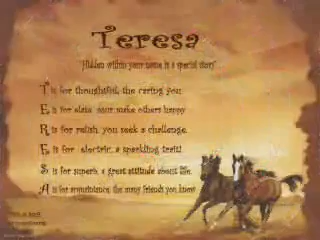 Teresa
"Hidden within your name is a special story"
T is for thoughtful, the caring you
E is for elate, your make others happy
R is for relish, you seek a challenge.
E is for electric, a sparkling trait!
S is for superb, a great attitude about life.
A is for acquaintance, the many friends you know